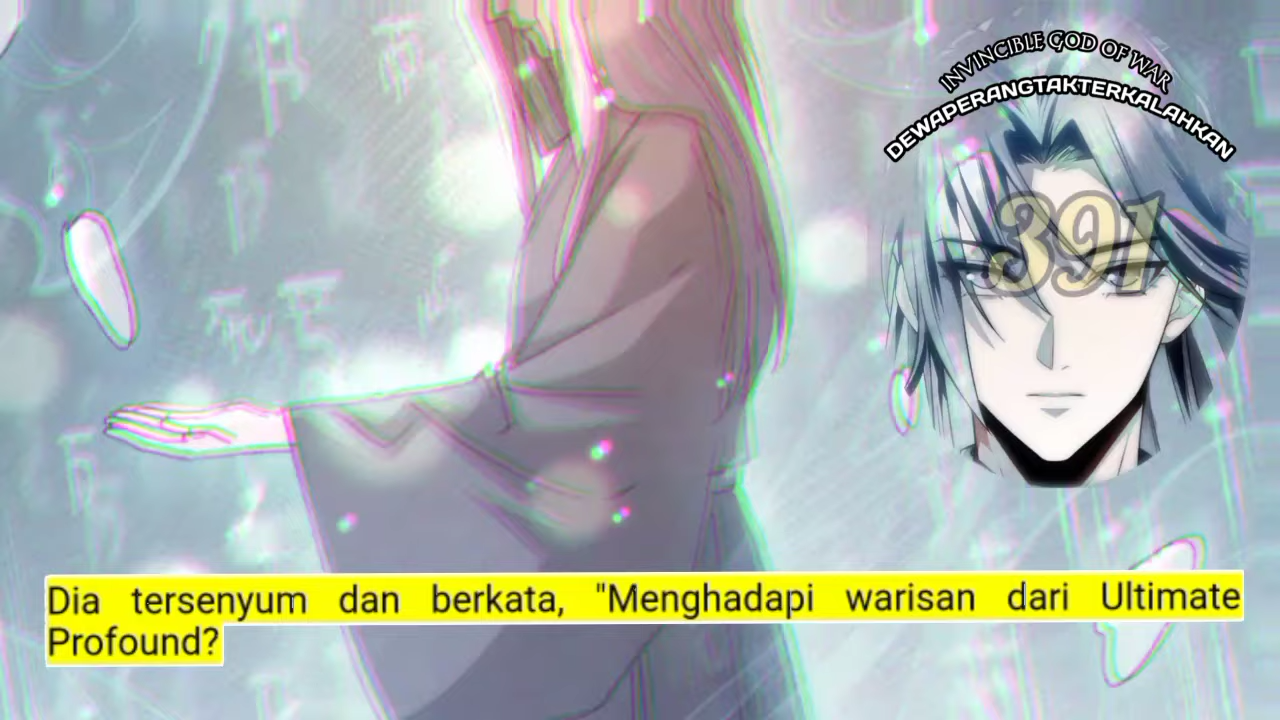 INVINCIBLE GOD OF WAR
DEWAPERANGTAKTERKALAHKAN
391
Dia tersenyum dan berkata, "Menghadapi warisan dari Ultimate
Profound?